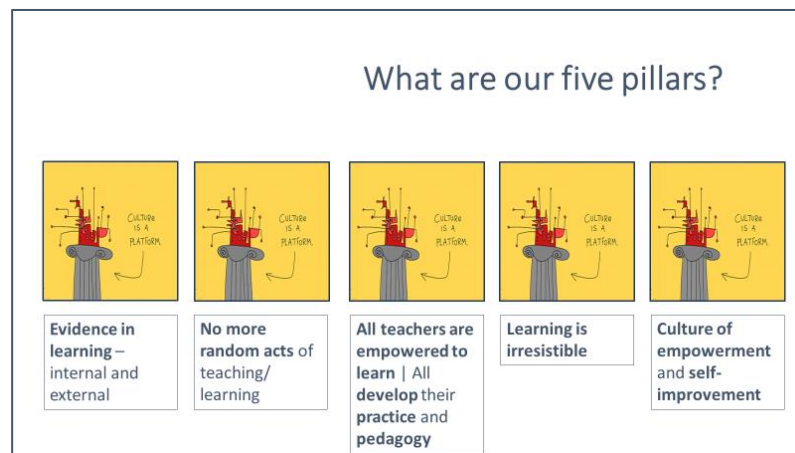 What are our five pillars?
CULTURE
IS A
PLATFORM
CULTURE
IS A
PLATFORM
CULTURE
IS A
PLATFORM
CULTURE
IS A
PLATFORM
CULTURE
IS A
PLATFORM
Evidence in
learning –
internal and
external
No more
random acts of
teaching/
learning
All teachers are
empowered to
learn | All
develop their
practice and
pedagogy
Learning is
irresistible
Culture of
empowerment
and self-
improvement